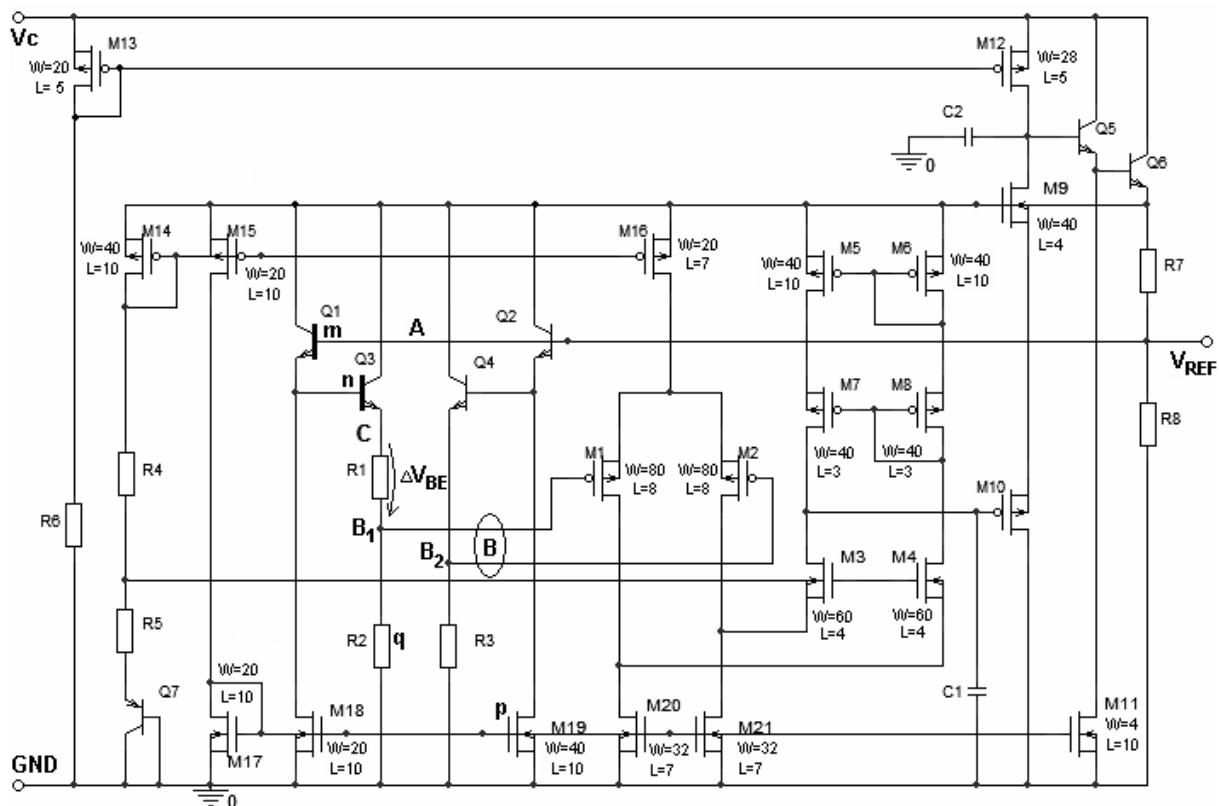 Vc
M13
W=20
L= 5
M12
W=28
L=5
C2
0
Q5
Q6
M9
W=40
L=4
M14
W=40
L=10
M15
W=20
L=10
M16
W=20
L=7
M5
W=40
L=10
M6
W=40
L=10
R7
Q1
m
A
Q2
Q3
n
Q4
C
VREF
M7
W=40
L=3
M8
W=40
L=3
R8
R4
R1
ΔVBE
M1
W=80
L=8
M2
W=80
L=8
R6
B1
B
B2
M10
M3
W=60
L=4
M4
W=60
L=4
R5
R2
q
R3
W=20
L=10
Q7
C1
M17
M18
W=20
L=10
p
M19
W=40
L=10
M20
W=32
L=7
M21
W=32
L=7
M11
W=4
L=10
GND
0